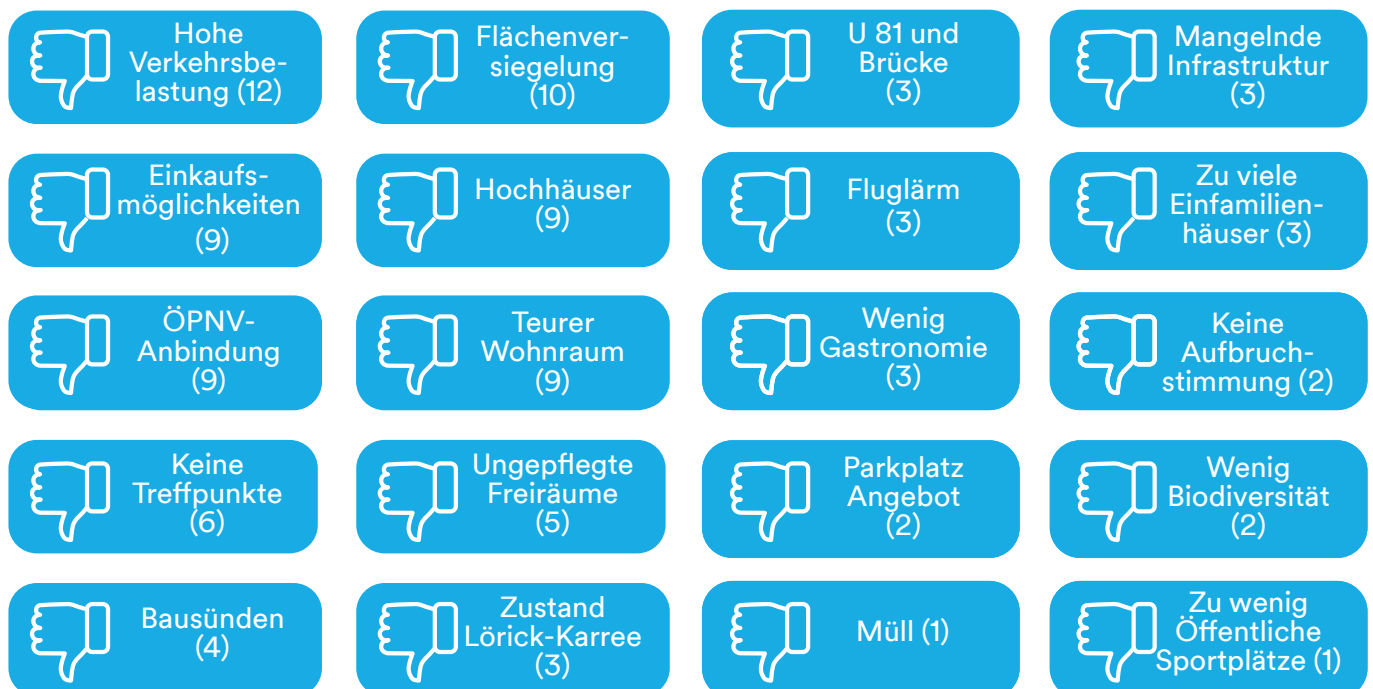 Hohe
Verkehrsbe-
lastung (12)
Flächenver-
siegelung
(10)
U 81 und
Brücke
(3)
Mangelnde
Infrastruktur
(3)
Einkaufs-
möglichkeiten
(9)
Hochhäuser
(9)
Fluglärm
(3)
Zu viele
Einfamilien-
häuser (3)
ÖPNV-
Anbindung
(9)
Teurer
Wohnraum
(9)
Wenig
Gastronomie
(3)
Keine
Aufbruch-
stimmung (2)
Keine
Treffpunkte
(6)
Ungepflegte
Freiräume
(5)
Parkplatz
Angebot
(2)
Wenig
Biodiversität
(2)
Bausünden
(4)
Zustand
Lörick-Karree
(3)
Müll (1)
Zu wenig
Öffentliche
Sportplätze (1)